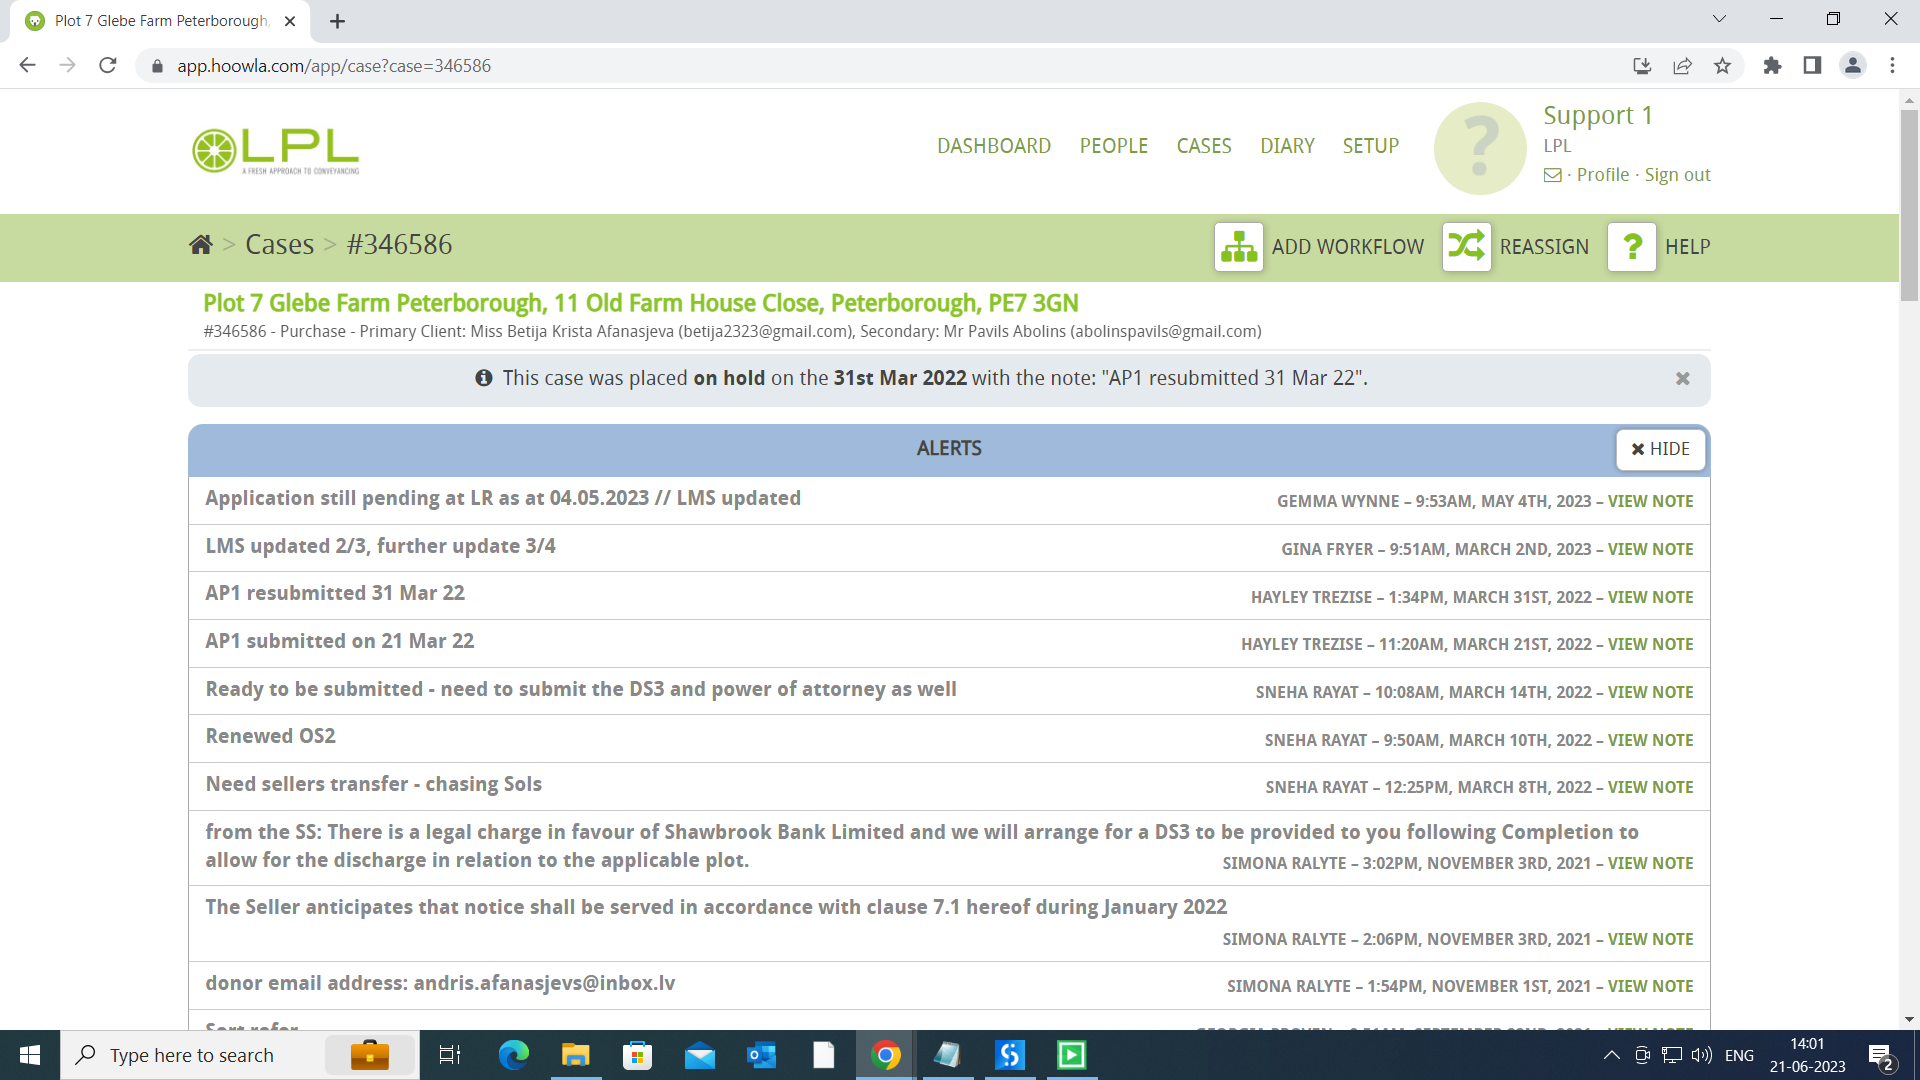 Plot 7 Glebe Farm Peterborough,
app.hoowla.com/app/case?case=346586
LPL
A FRESH APPROACH TO CONVEYANCING
DASHBOARD PEOPLE CASES DIARY SETUP
?
Support 1
LPL
· Profile · Sign out
> Cases > #346586
ADD WORKFLOW REASSIGN ? HELP
Plot 7 Glebe Farm Peterborough, 11 Old Farm House Close, Peterborough, PE7 3GN
#346586 - Purchase - Primary Client: Miss Betija Krista Afanasjeva (betija2323@gmail.com), Secondary: Mr Pavils Abolins (abolinspavils@gmail.com)
This case was placed on hold on the 31st Mar 2022 with the note: "AP1 resubmitted 31 Mar 22".
ALERTS
HIDE
Application still pending at LR as at 04.05.2023 // LMS updated
GEMMA WYNNE – 9:53AM, MAY 4TH, 2023 – VIEW NOTE
LMS updated 2/3, further update 3/4
GINA FRYER – 9:51AM, MARCH 2ND, 2023 – VIEW NOTE
AP1 resubmitted 31 Mar 22
HAYLEY TREZISE – 1:34PM, MARCH 31ST, 2022 – VIEW NOTE
AP1 submitted on 21 Mar 22
HAYLEY TREZISE – 11:20AM, MARCH 21ST, 2022 – VIEW NOTE
Ready to be submitted - need to submit the DS3 and power of attorney as well
SNEHA RAYAT – 10:08AM, MARCH 14TH, 2022 – VIEW NOTE
Renewed OS2
SNEHA RAYAT – 9:50AM, MARCH 10TH, 2022 – VIEW NOTE
Need sellers transfer - chasing Sols
SNEHA RAYAT – 12:25PM, MARCH 8TH, 2022 – VIEW NOTE
from the SS: There is a legal charge in favour of Shawbrook Bank Limited and we will arrange for a DS3 to be provided to you following Completion to
allow for the discharge in relation to the applicable plot.
SIMONA RALYTE – 3:02PM, NOVEMBER 3RD, 2021 – VIEW NOTE
The Seller anticipates that notice shall be served in accordance with clause 7.1 hereof during January 2022
SIMONA RALYTE – 2:06PM, NOVEMBER 3RD, 2021 – VIEW NOTE
donor email address: andris.afanasjevs@inbox.lv
SIMONA RALYTE – 1:54PM, NOVEMBER 1ST, 2021 – VIEW NOTE
Type here to search
ENG
14:01
21-06-2023
2